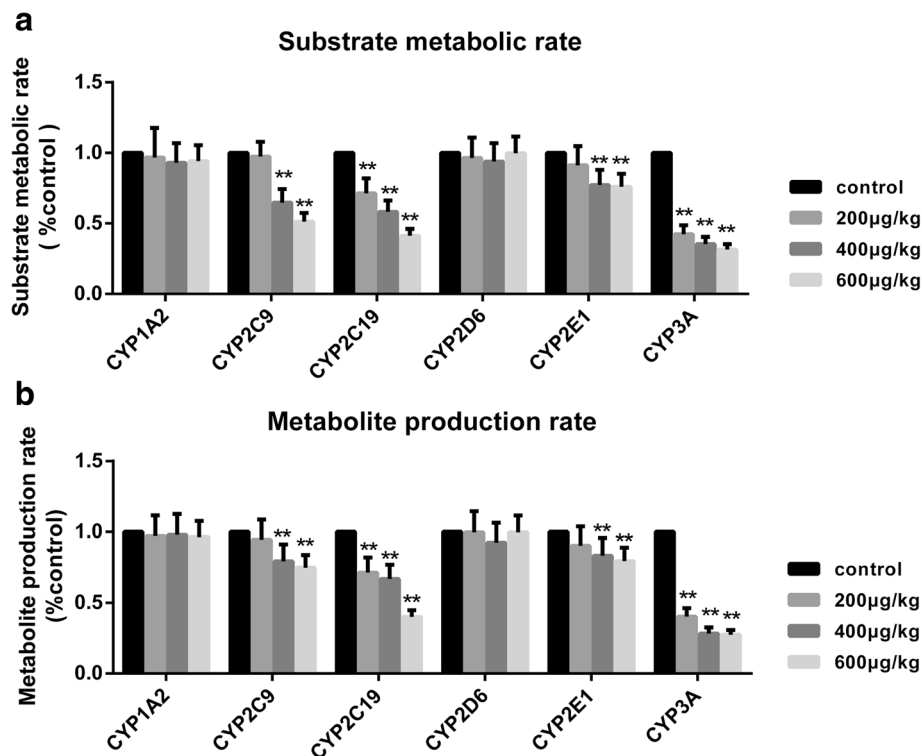 a
Substrate metabolic rate
Substrate metabolic rate
( %control )
1.5
1.0
0.5
0.0
**
**
**
**
**
**
**
**
**
**
CYP1A2
CYP2C9
CYP2C19
CYP2D6
CYP2E1
CYP3A
control
200μg/kg
400μg/kg
600μg/kg
b
Metabolite production rate
Metabolite production rate
(%control)
1.5
1.0
0.5
0.0
**
**
**
**
**
**
**
**
**
**
CYP1A2
CYP2C9
CYP2C19
CYP2D6
CYP2E1
CYP3A
control
200μg/kg
400μg/kg
600μg/kg